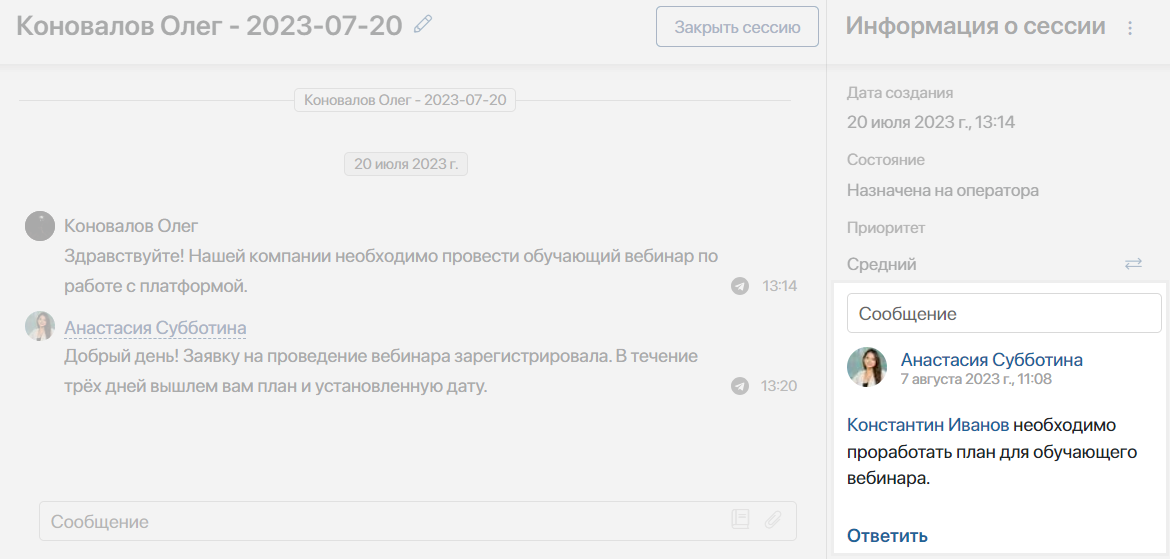 Коновалов Олег - 2023-07-20
Закрыть сессию
Коновалов Олег - 2023-07-20
20 июля 2023 г.
Коновалов Олег
Здравствуйте! Нашей компании необходимо провести обучающий вебинар по
работе с платформой.
13:14
Анастасия Субботина
Добрый день! Заявку на проведение вебинара зарегистрировала. В течение
трёх дней вышлем вам план и установленную дату.
13:20
Сообщение
Информация о сессии
Дата создания
20 июля 2023 г., 13:14
Состояние
Назначена на оператора
Приоритет
Средний
Сообщение
Анастасия Субботина
7 августа 2023 г., 11:08
Константин Иванов необходимо
проработать план для обучающего
вебинара.
Ответить